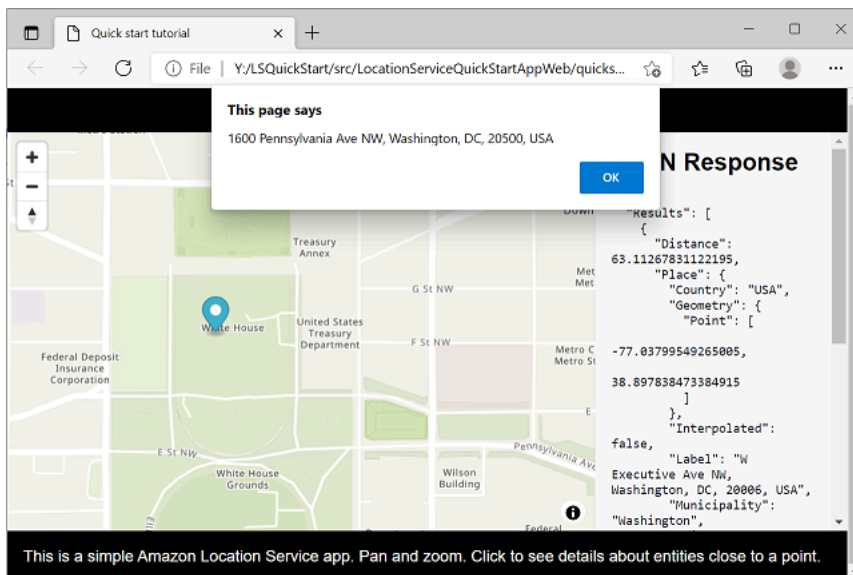 Quick start tutorial
File
Y:/LSQuickStart/src/LocationServiceQuickStartAppWeb/quicks...
This page says
1600 Pennsylvania Ave NW, Washington, DC, 20500, USA
OK
N Response
Treasury
Annex
G St NW
Met
Met
White House
United States
Treasury
Department
F St NW
Metro C
Metro St
Federal Deposit
Insurance
Corporation
E
E St NW
Pennsylvania Ave
White House
Grounds
Wilson
Building
Federal
"Results": [
{
"Distance":
63.11267831122195,
"Place": {
"Country": "USA",
"Geometry": {
"Point": [
-77.03799549265005,
38.897838473384915
]
},
"Interpolated":
false,
"Label": "W
Executive Ave NW,
Washington, DC, 20006, USA",
"Municipality":
"Washington",
This is a simple Amazon Location Service app. Pan and zoom. Click to see details about entities close to a point.